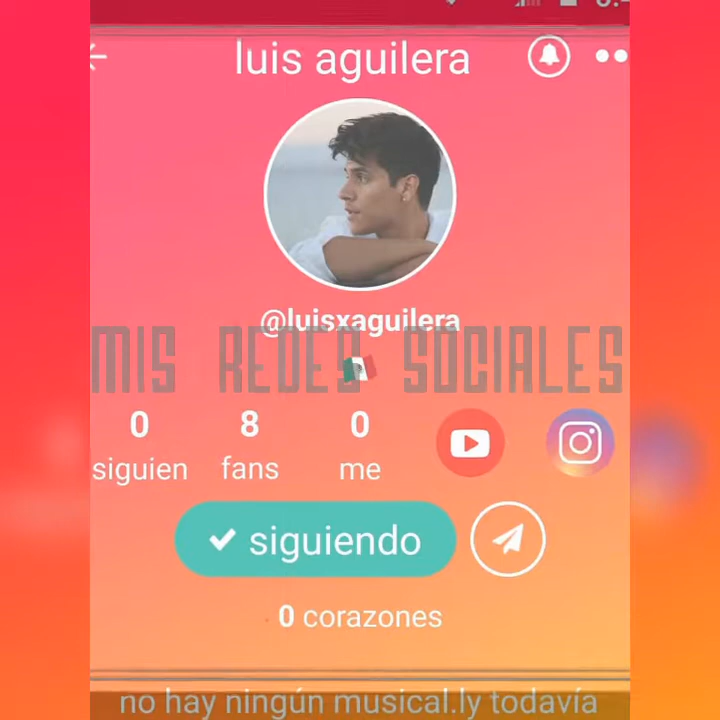 luis aguilera
@luisxaguilera
MIS REDES SOCIALES
0 8 0
siguien fans me
siguiendo
0 corazones
no hay ningún musical.ly todavía